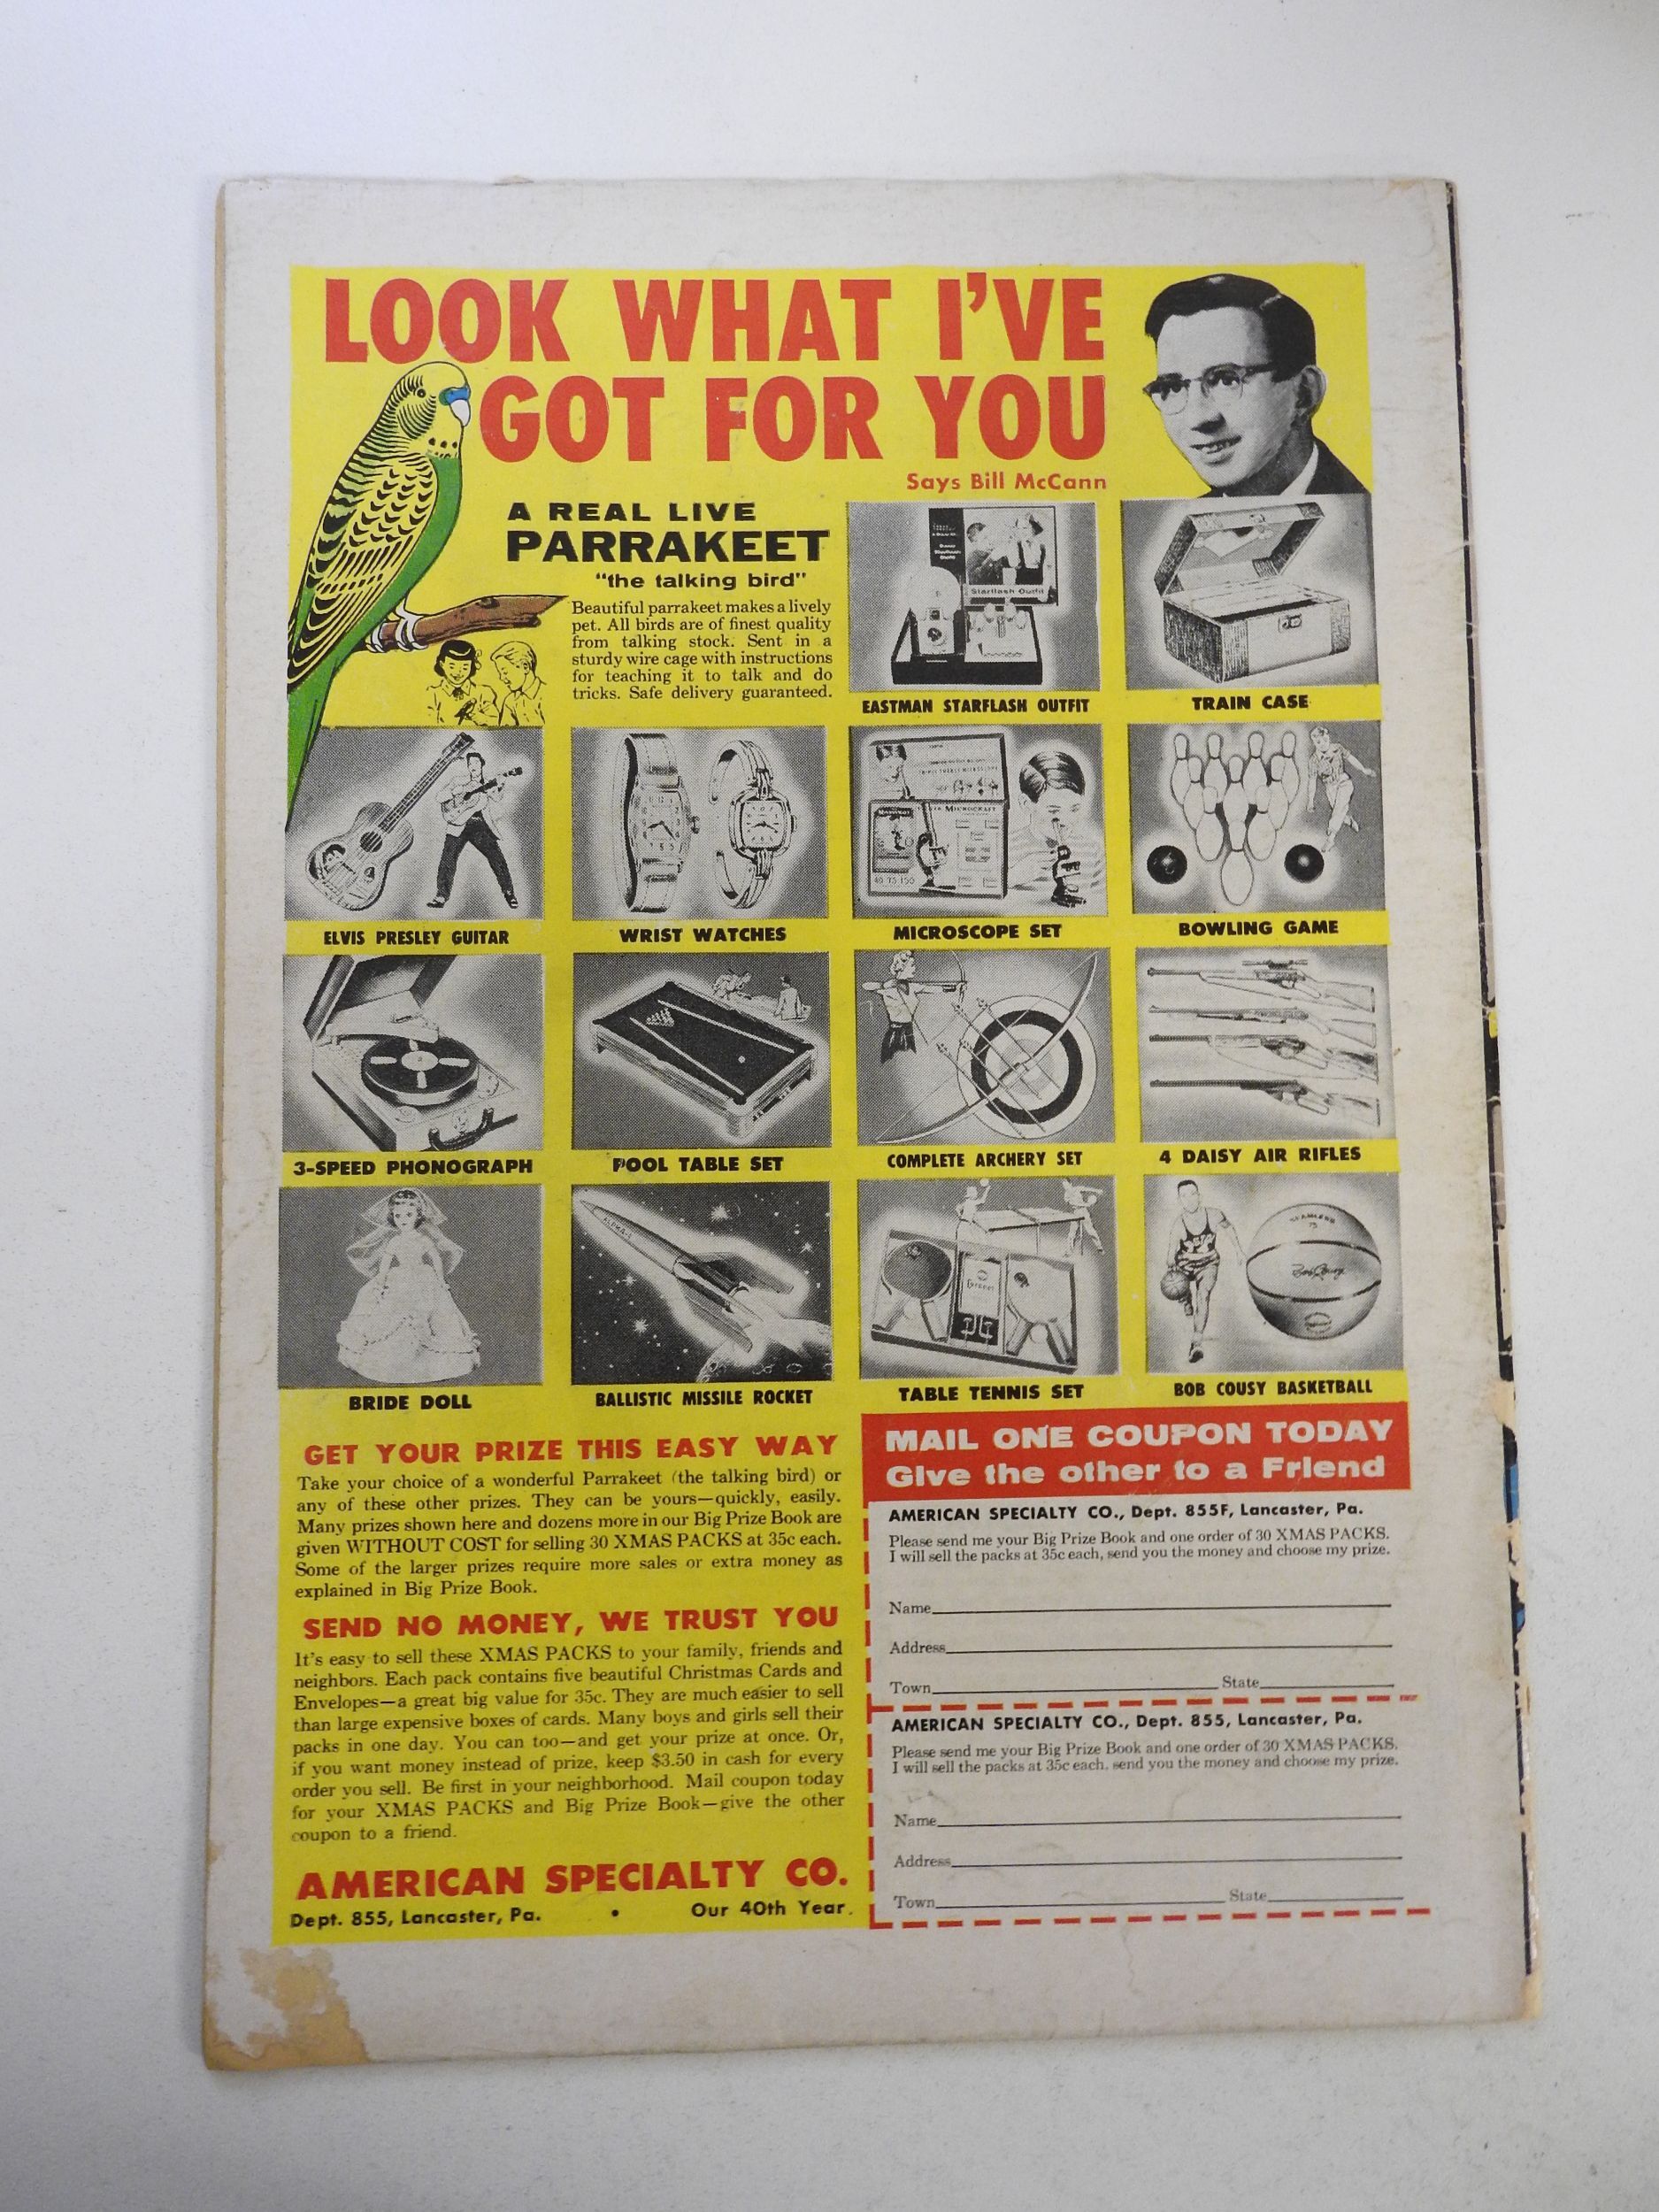 LOOK WHAT I'VE
GOT FOR YOU
Says Bill McCann
A REAL LIVE
PARRAKEET
"the talking bird"
Beautiful parrakeet makes a lively
pet. All birds are of finest quality
from talking stock. Sent in a
sturdy wire cage with instructions
for teaching it to talk and do
tricks. Safe delivery guaranteed.
Starflash Outfit
EASTMAN STARFLASH OUTFIT
TRAIN CASE
ELVIS PRESLEY GUITAR
WRIST WATCHES
MICROCRAFT
MICROSCOPE SET
BOWLING GAME
3-SPEED PHONOGRAPH
POOL TABLE SET
COMPLETE ARCHERY SET
4 DAISY AIR RIFLES
BRIDE DOLL
ALPHA-1
BALLISTIC MISSILE ROCKET
TABLE TENNIS SET
SEAMLESS
Bob Cousy
BOB COUSY BASKETBALL
GET YOUR PRIZE THIS EASY WAY
Take your choice of a wonderful Parrakeet (the talking bird) or
any of these other prizes. They can be yours—quickly, easily.
Many prizes shown here and dozens more in our Big Prize Book are
given WITHOUT COST for selling 30 XMAS PACKS at 35c each.
Some of the larger prizes require more sales or extra money as
explained in Big Prize Book.
SEND NO MONEY, WE TRUST YOU
It's easy to sell these XMAS PACKS to your family, friends and
neighbors. Each pack contains five beautiful Christmas Cards and
Envelopes—a great big value for 35c. They are much easier to sell
than large expensive boxes of cards. Many boys and girls sell their
packs in one day. You can too—and get your prize at once. Or,
if you want money instead of prize, keep $3.50 in cash for every
order you sell. Be first in your neighborhood. Mail coupon today
for your XMAS PACKS and Big Prize Book—give the other
coupon to a friend.
AMERICAN SPECIALTY CO.
Dept. 855, Lancaster, Pa. • Our 40th Year.
MAIL ONE COUPON TODAY
Give the other to a Friend
AMERICAN SPECIALTY CO., Dept. 855F, Lancaster, Pa.
Please send me your Big Prize Book and one order of 30 XMAS PACKS.
I will sell the packs at 35c each, send you the money and choose my prize.
Name
Address
Town State
AMERICAN SPECIALTY CO., Dept. 855, Lancaster, Pa.
Please send me your Big Prize Book and one order of 30 XMAS PACKS.
I will sell the packs at 35c each, send you the money and choose my prize.
Name
Address
Town State